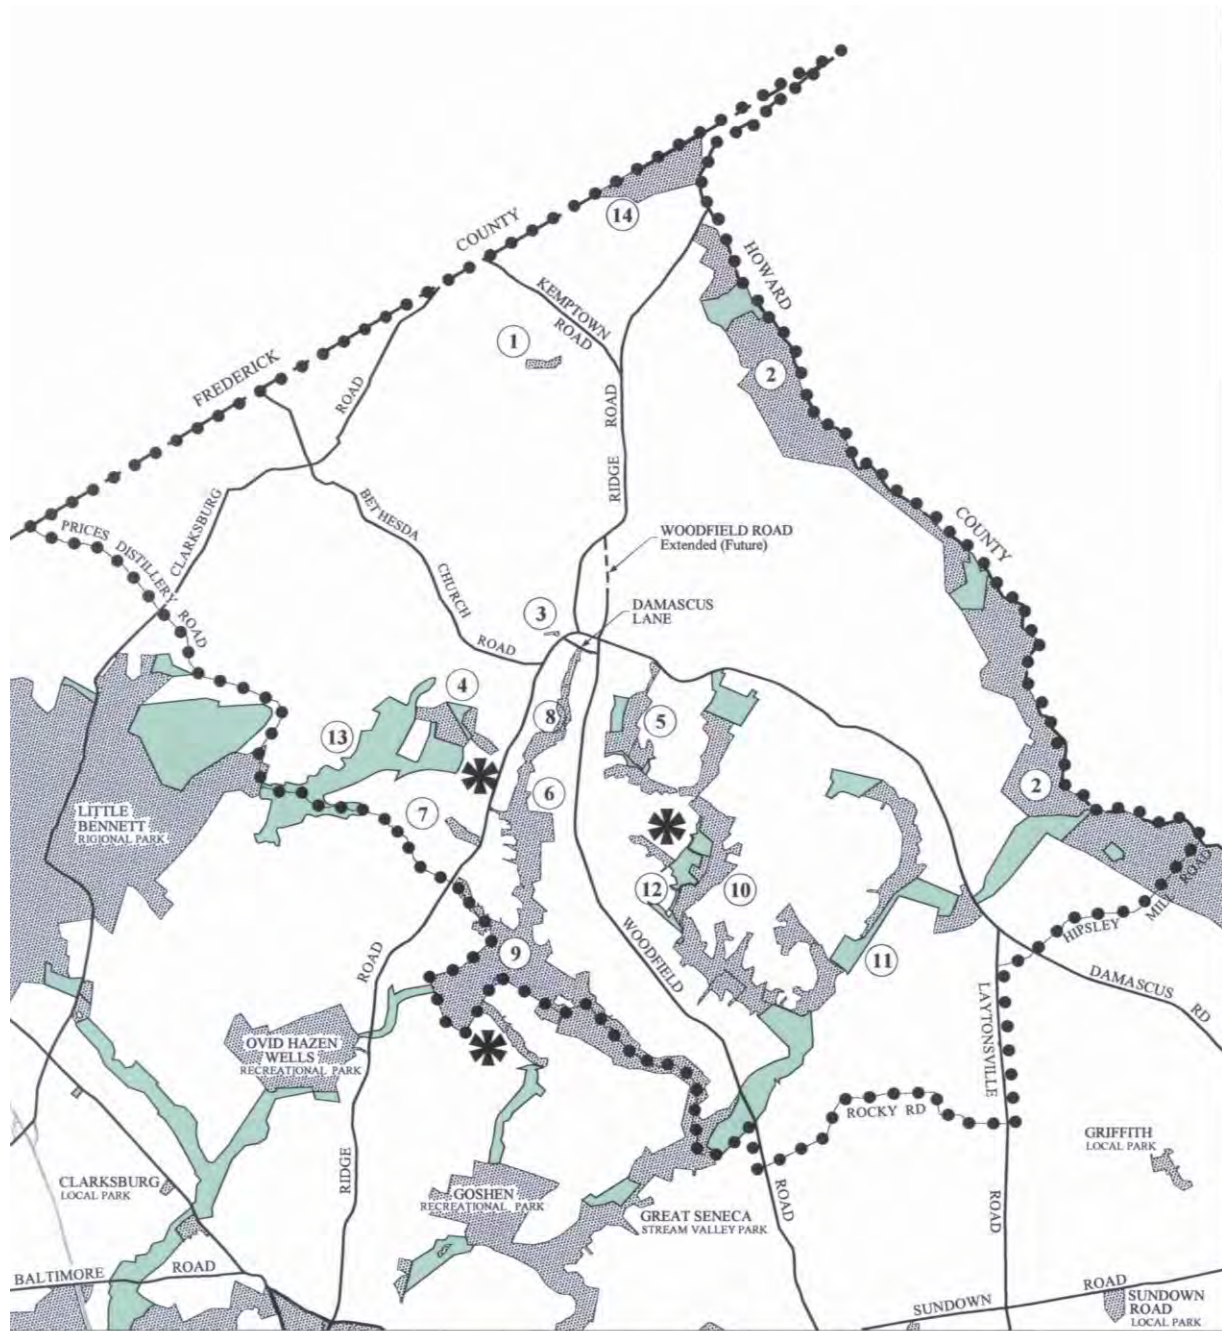 14
COUNTY
HOWARD
KEMPTOWN
ROAD
1
2
FREDERICK
ROAD
ROAD
RIDGE
CLARKSBURG
BETHESDA
CHURCH
ROAD
COUNTY
PRICES DISTILLERY ROAD
WOODFIELD ROAD
Extended (Future)
DAMASCUS
LANE
3
4
8
5
13
6
7
2
LITTLE
BENNETT
RIGIONAL PARK
12
10
9
11
WOODFIELD
HIPSLEY
MILL ROAD
DAMASCUS
RD
ROAD
LAYTONSVILLE
OVID HAZEN
WELLS
RECREATIONAL PARK
ROCKY RD
RIDGE
GRIFFITH
LOCAL PARK
CLARKSBURG
LOCAL PARK
GOSHEN
RECREATIONAL PARK
GREAT SENECA
STREAM VALLEY PARK
ROAD
ROAD
BALTIMORE
ROAD
SUNDOWN
ROAD
SUNDOWN
ROAD
LOCAL PARK